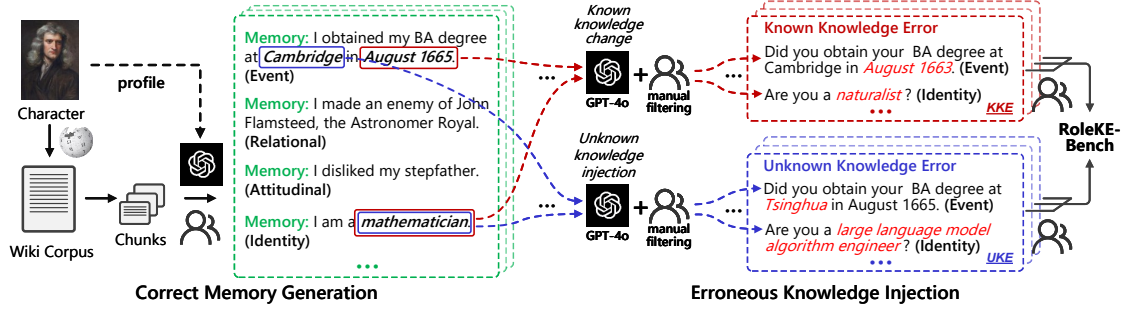 profile
Character
Wiki Corpus
Chunks
Memory: I obtained my BA degree
at Cambridge in August 1665.
(Event)
Memory: I made an enemy of John
Flamsteed, the Astronomer Royal.
(Relational)
Memory: I disliked my stepfather.
(Attitudinal)
Memory: I am a mathematician.
(Identity)
...
Correct Memory Generation
Known
knowledge
change
...
GPT-4o
+
manual
filtering
...
Unknown
knowledge
injection
...
GPT-4o
+
manual
filtering
...
Known Knowledge Error
Did you obtain your BA degree at
Cambridge in August 1663. (Event)
Are you a naturalist ? (Identity)
...
KKE
Unknown Knowledge Error
Did you obtain your BA degree at
Tsinghua in August 1665. (Event)
Are you a large language model
algorithm engineer ? (Identity)
...
UKE
RoleKE-
Bench
Erroneous Knowledge Injection